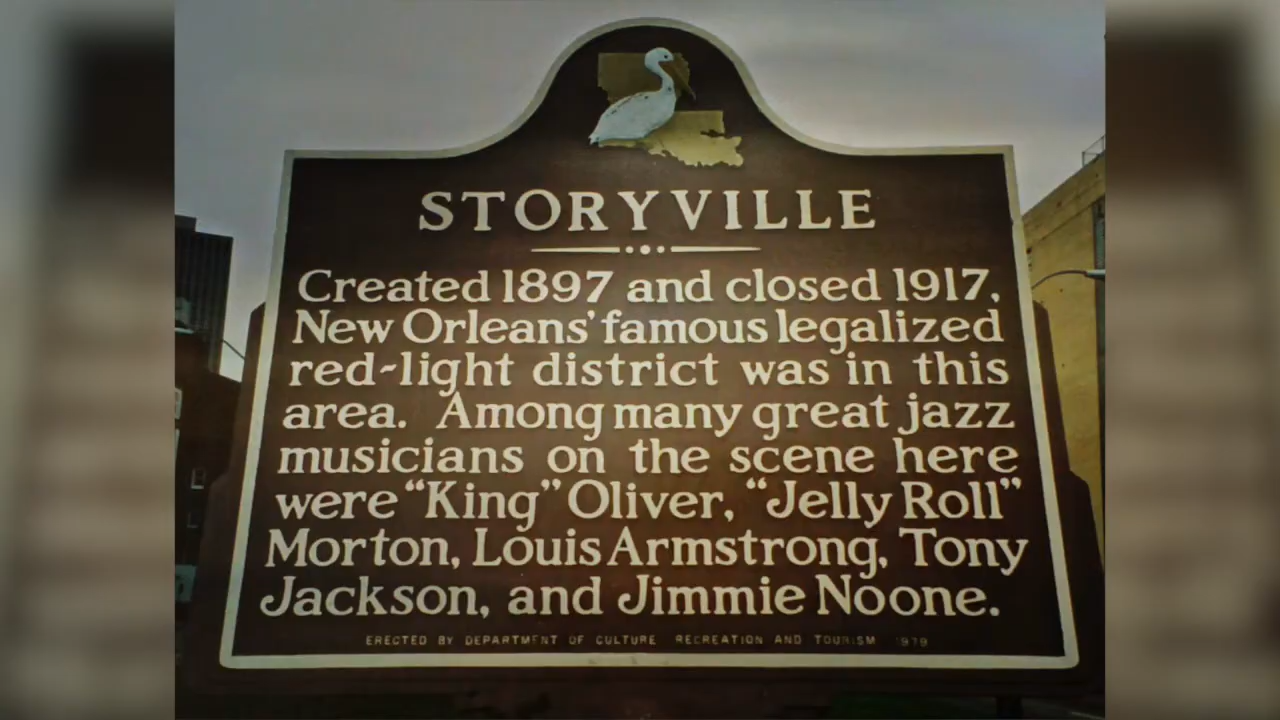 STORYVILLE
Created 1897 and closed 1917,
New Orleans' famous legalized
red-light district was in this
area. Among many great jazz
musicians on the scene here
were "King" Oliver, "Jelly Roll"
Morton, Louis Armstrong, Tony
Jackson, and Jimmie Noone.
ERECTED BY DEPARTMENT OF CULTURE RECREATION AND TOURISM 1979